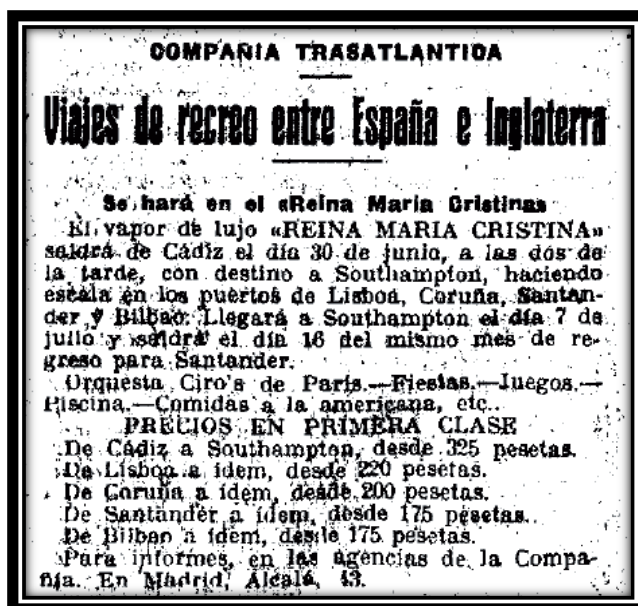 COMPAÑIA TRASATLANTICA
Viajes de recreo entre España e Inglaterra
Se hará en el «Reina María Cristina»
El vapor de lujo «REINA MARIA CRISTINA»
saldrá de Cádiz el día 30 de junio, a las dos de
la tarde, con destino a Southampton, haciendo
escala en los puertos de Lisboa, Coruña, Santan-
der y Bilbao. Llegará a Southampton el día 7 de
julio y saldrá el día 16 del mismo mes de re-
greso para Santander.
Orquesta Ciro's de París.—Fiestas.—Juegos.—
Piscina.—Comidas a la americana, etc.
PRECIOS EN PRIMERA CLASE
De Cádiz a Southampton, desde 325 pesetas.
De Lisboa a ídem, desde 220 pesetas.
De Coruña a ídem, desde 200 pesetas.
De Santander a ídem, desde 175 pesetas.
De Bilbao a ídem, desde 175 pesetas.
Para informes, en las agencias de la Compa-
ñía. En Madrid, Alcalá, 43.